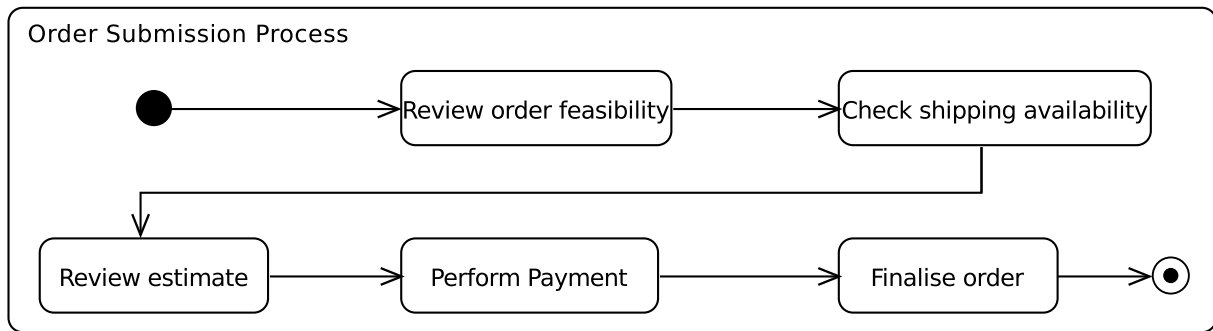 Order Submission Process
Review order feasibility
Check shipping availability
Review estimate
Perform Payment
Finalise order